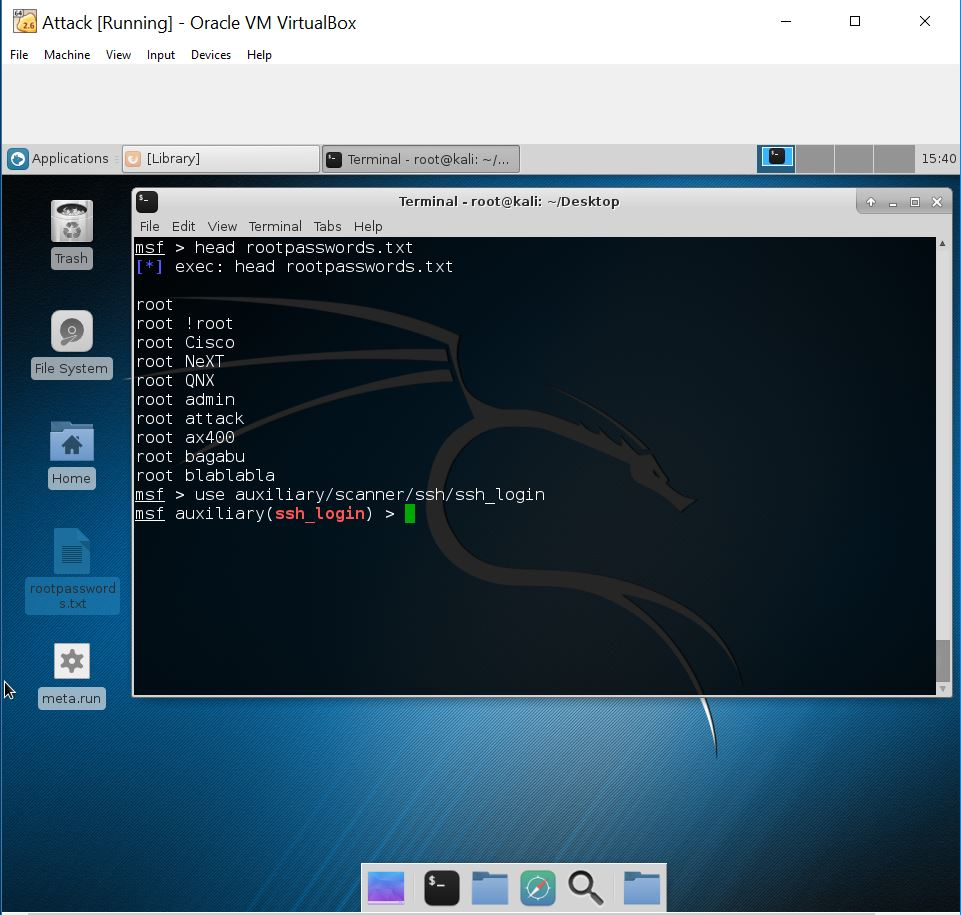 Attack [Running] - Oracle VM VirtualBox
File Machine View Input Devices Help
Applications [Library] Terminal - root@kali: ~/... 15:40
Terminal - root@kali: ~/Desktop
File Edit View Terminal Tabs Help
msf > head rootpasswords.txt
[*] exec: head rootpasswords.txt
root
root !root
root Cisco
root NeXT
root QNX
root admin
root attack
root ax400
root bagabu
root blablabla
msf > use auxiliary/scanner/ssh/ssh_login
msf auxiliary(ssh_login) >
Trash
File System
Home
rootpassword
s.txt
meta.run